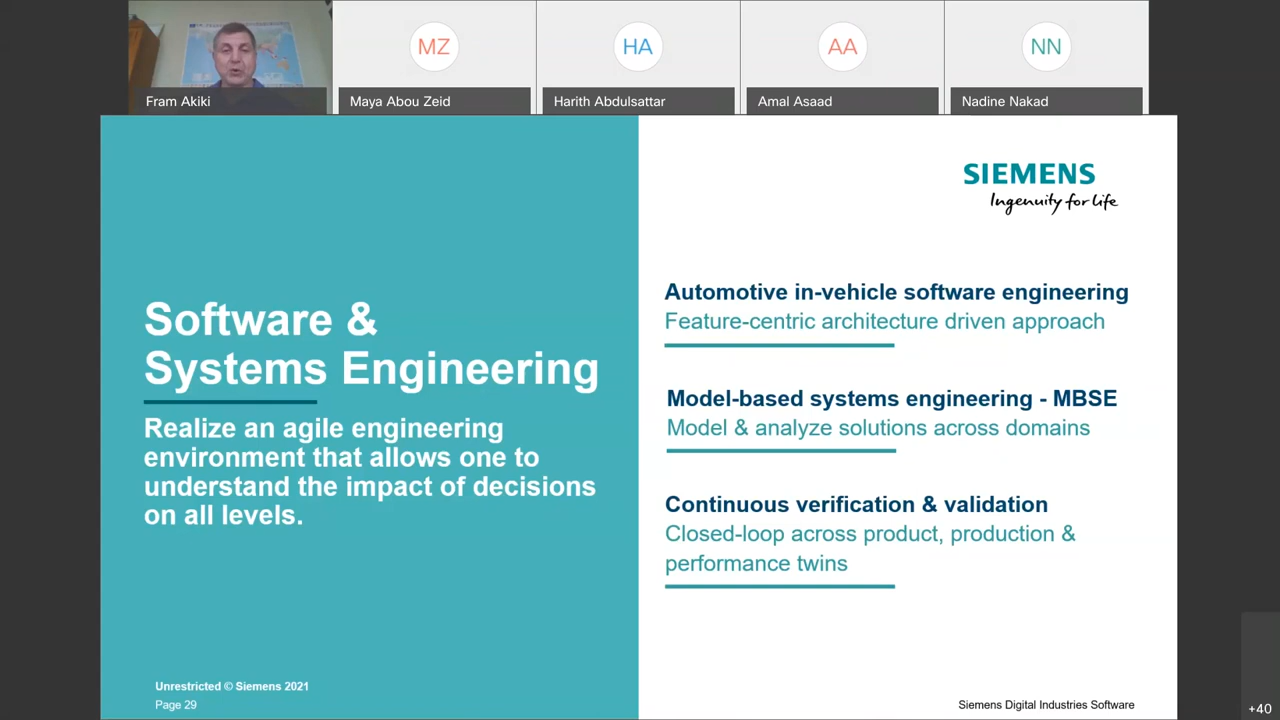 MZ
HA
AA
NN
Fram Akiki
Maya Abou Zeid
Harith Abdulsattar
Amal Asaad
Nadine Nakad
SIEMENS
Ingenuity for life
Software &
Systems Engineering
Realize an agile engineering
environment that allows one to
understand the impact of decisions
on all levels.
Automotive in-vehicle software engineering
Feature-centric architecture driven approach
Model-based systems engineering - MBSE
Model & analyze solutions across domains
Continuous verification & validation
Closed-loop across product, production &
performance twins
Unrestricted © Siemens 2021
Page 29
Siemens Digital Industries Software
+40